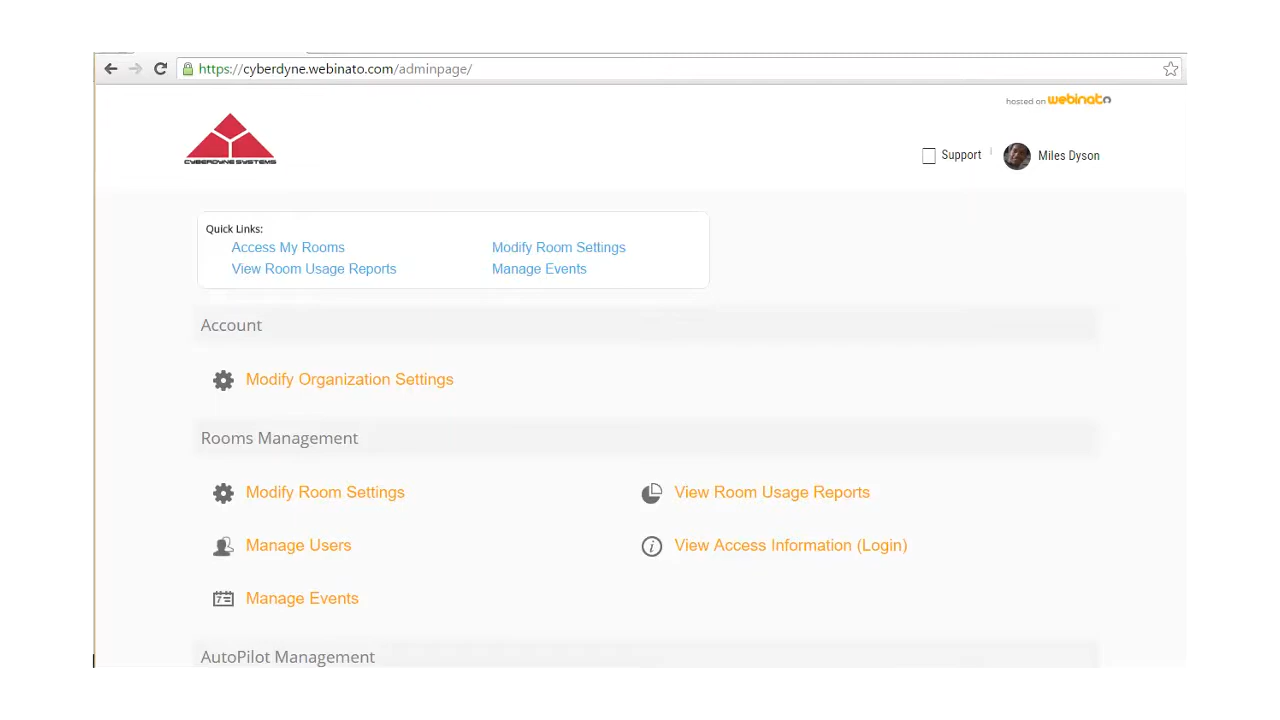 https://cyberdyne.webinato.com/adminpage/
hosted on webinato
CYBERDYNE SYSTEMS
Support
Miles Dyson
Quick Links:
Access My Rooms
Modify Room Settings
View Room Usage Reports
Manage Events
Account
Modify Organization Settings
Rooms Management
Modify Room Settings
View Room Usage Reports
Manage Users
View Access Information (Login)
Manage Events
AutoPilot Management